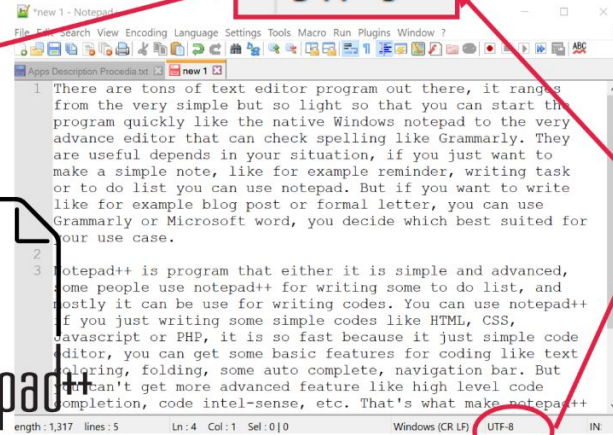 *new 1 - Notepad
File Edit Search View Encoding Language Settings Tools Macro Run Plugins Window ?
Apps Description Procedia.txt new 1
1 There are tons of text editor program out there, it ranges
from the very simple but so light so that you can start the
program quickly like the native Windows notepad to the very
advance editor that can check spelling like Grammarly. They
are useful depends in your situation, if you just want to
make a simple note, like for example reminder, writing task
or to do list you can use notepad. But if you want to write
like for example blog post or formal letter, you can use
Grammarly or Microsoft word, you decide which best suited for
your use case.
2
3 Notepad++ is program that either it is simple and advanced,
some people use notepad++ for writing some to do list, and
mostly it can be use for writing codes. You can use notepad++
if you just writing some simple codes like HTML, CSS,
Javascript or PHP, it is so fast because it just simple code
editor, you can get some basic features for coding like text
coloring, folding, some auto complete, navigation bar. But
you can't get more advanced feature like high level code
completion, code intel-sense, etc. That's what make notepad++
pad++
ength : 1,317 lines : 5 Ln : 4 Col : 1 Sel : 0 | 0 Windows (CR LF) UTF-8 IN